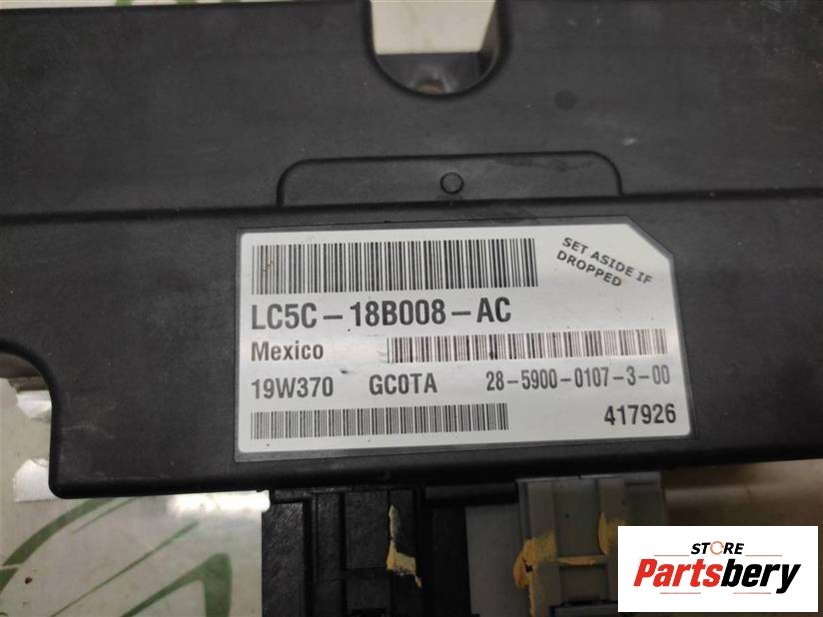 SET ASIDE IF
DROPPED
LC5C-18B008-AC
Mexico
19W370 GC0TA 28-5900-0107-3-00
417926
STORE
Partsbery